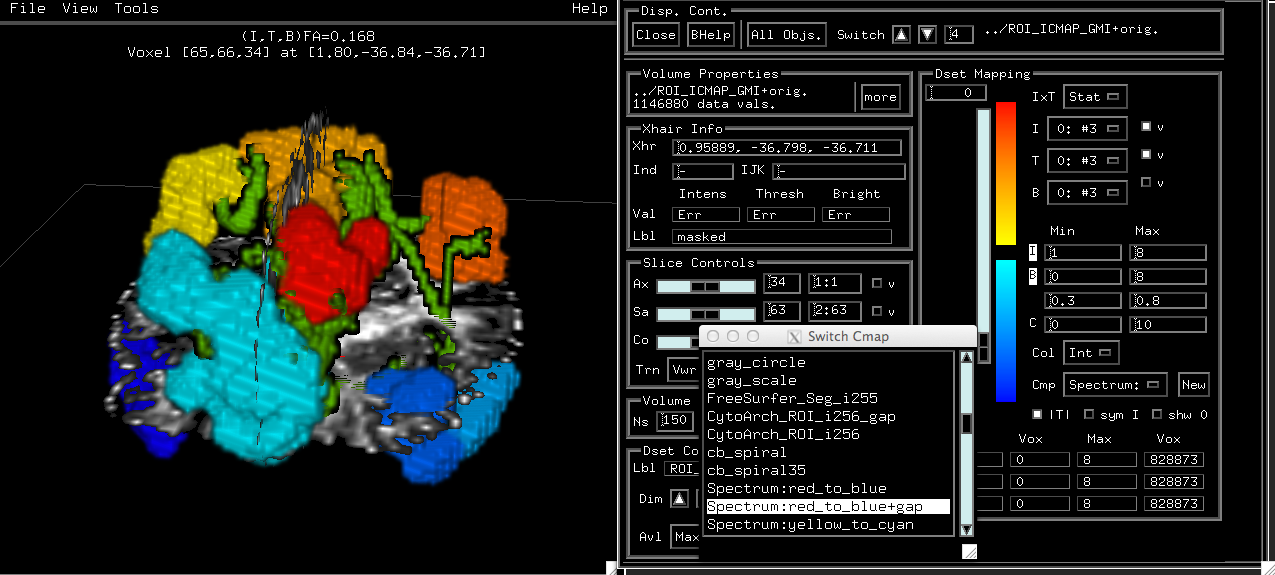 File View Tools Help
(I,T,B)FA=0.168
Voxel [65,66,34] at [1.80,-36.84,-36.71]
Disp. Cont.
Close BHelp All Objs. Switch 4 ../ROI_ICMAP_GMI+orig.
Volume Properties
../ROI_ICMAP_GMI+orig.
1146880 data vals.
more
Xhair Info
Xhr 0.95889, -36.798, -36.711
Ind - IJK -
Intens Thresh Bright
Val Err Err Err
Lbl masked
Slice Controls
Ax 34 1:1 v
Sa 63 2:63 v
Co
Trn Vwr
Volume
Ns 150
Dset Co
Lbl ROI_
Dim
Avl Max
Dset Mapping
0
IxT Stat
I 0: #3 v
T 0: #3 v
B 0: #3 v
Min Max
I 1 8
B 0 8
0.3 0.8
C 0 10
Col Int
Cmp Spectrum: New
|T| sym I shw 0
Vox Max Vox
0 8 828873
0 8 828873
0 8 828873
Switch Cmap
gray_circle
gray_scale
FreeSurfer_Seg_i255
CytoArch_ROI_i256_gap
CytoArch_ROI_i256
cb_spiral
cb_spiral35
Spectrum:red_to_blue
Spectrum:red_to_blue+gap
Spectrum:yellow_to_cyan